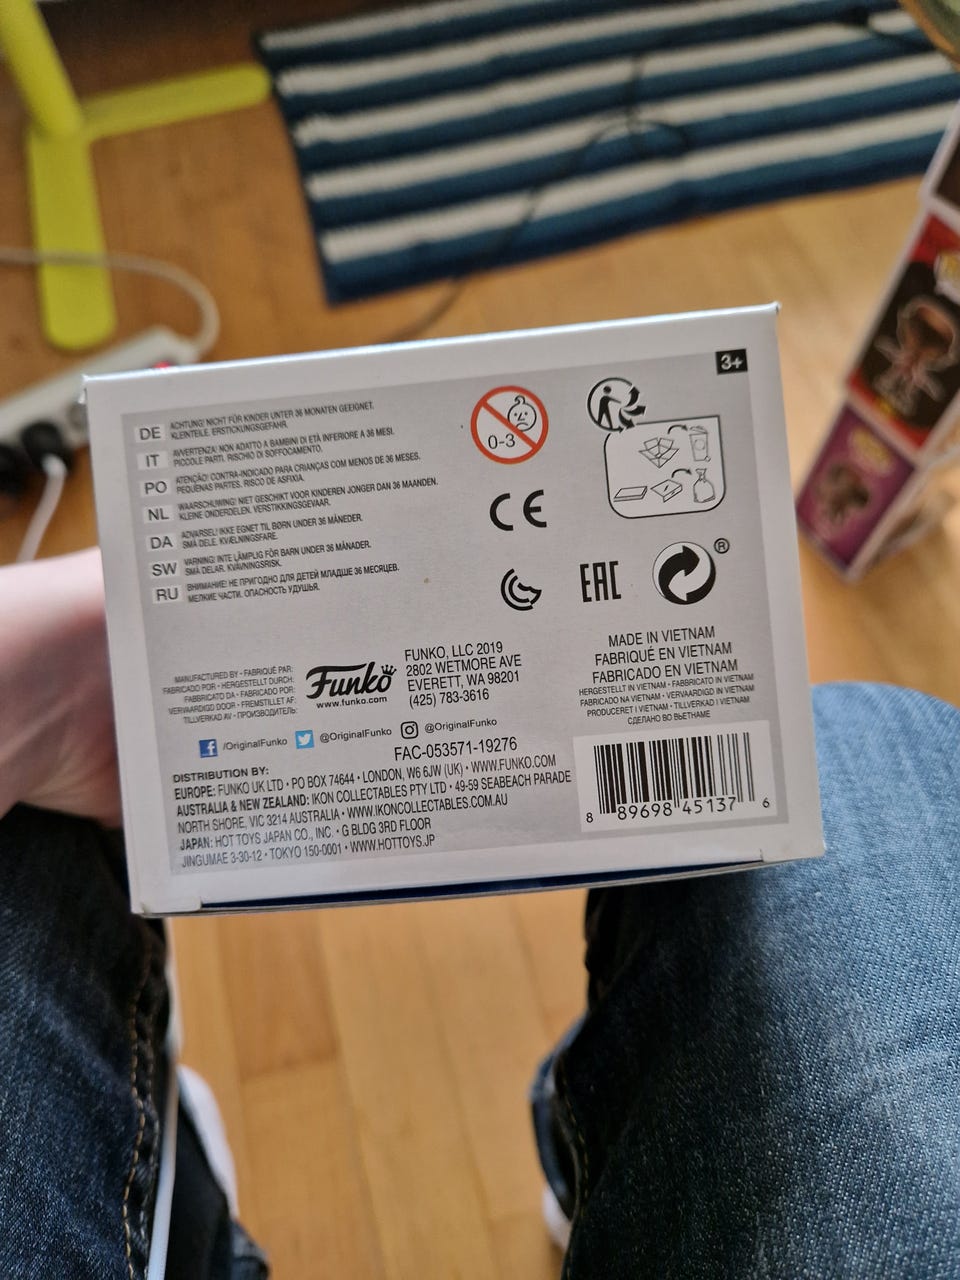 3+
DE ACHTUNG! NICHT FÜR KINDER UNTER 36 MONATEN GEEIGNET.
KLEINTEILE. ERSTICKUNGSGEFAHR.
IT AVVERTENZA: NON ADATTO A BAMBINI DI ETÀ INFERIORE A 36 MESI.
PICCOLE PARTI. RISCHIO DI SOFFOCAMENTO.
PO ATENÇÃO! CONTRA-INDICADO PARA CRIANÇAS COM MENOS DE 36 MESES.
PEQUENAS PARTES. RISCO DE ASFIXIA.
NL WAARSCHUWING! NIET GESCHIKT VOOR KINDEREN JONGER DAN 36 MAANDEN.
KLEINE ONDERDELEN. VERSTIKKINGSGEVAAR.
DA ADVARSEL! IKKE EGNET TIL BØRN UNDER 36 MÅNEDER.
SMÅ DELE. KVÆLNINGSFARE.
SW VARNING! INTE LÄMPLIG FÖR BARN UNDER 36 MÅNADER.
SMÅ DELAR. KVÄVNINGSRISK.
RU ВНИМАНИЕ! НЕ ПРИГОДНО ДЛЯ ДЕТЕЙ МЛАДШЕ 36 МЕСЯЦЕВ.
МЕЛКИЕ ЧАСТИ. ОПАСНОСТЬ УДУШЬЯ.
0-3
CE
EAC
®
MANUFACTURED BY • FABRIQUÉ PAR:
FABRICADO POR • HERGESTELLT DURCH:
FABBRICATO DA • FABRICADO POR:
VERVAARDIGD DOOR • FREMSTILLET AF:
TILLVERKAD AV • ПРОИЗВОДИТЕЛЬ:
Funko
www.funko.com
FUNKO, LLC 2019
2802 WETMORE AVE
EVERETT, WA 98201
(425) 783-3616
/OriginalFunko @OriginalFunko @OriginalFunko
FAC-053571-19276
DISTRIBUTION BY:
EUROPE: FUNKO UK LTD • PO BOX 74644 • LONDON, W6 6JW (UK) • WWW.FUNKO.COM
AUSTRALIA & NEW ZEALAND: IKON COLLECTABLES PTY LTD • 49-59 SEABEACH PARADE
NORTH SHORE, VIC 3214 AUSTRALIA • WWW.IKONCOLLECTABLES.COM.AU
JAPAN: HOT TOYS JAPAN CO., INC. • G BLDG 3RD FLOOR
JINGUMAE 3-30-12 • TOKYO 150-0001 • WWW.HOTTOYS.JP
MADE IN VIETNAM
FABRIQUÉ EN VIETNAM
FABRICADO EN VIETNAM
HERGESTELLT IN VIETNAM • FABBRICATO IN VIETNAM
FABRICADO NA VIETNAM • VERVAARDIGD IN VIETNAM
PRODUCERET I VIETNAM • TILLVERKAD I VIETNAM
СДЕЛАНО ВО ВЬЕТНАМЕ
8 89698 45137 6